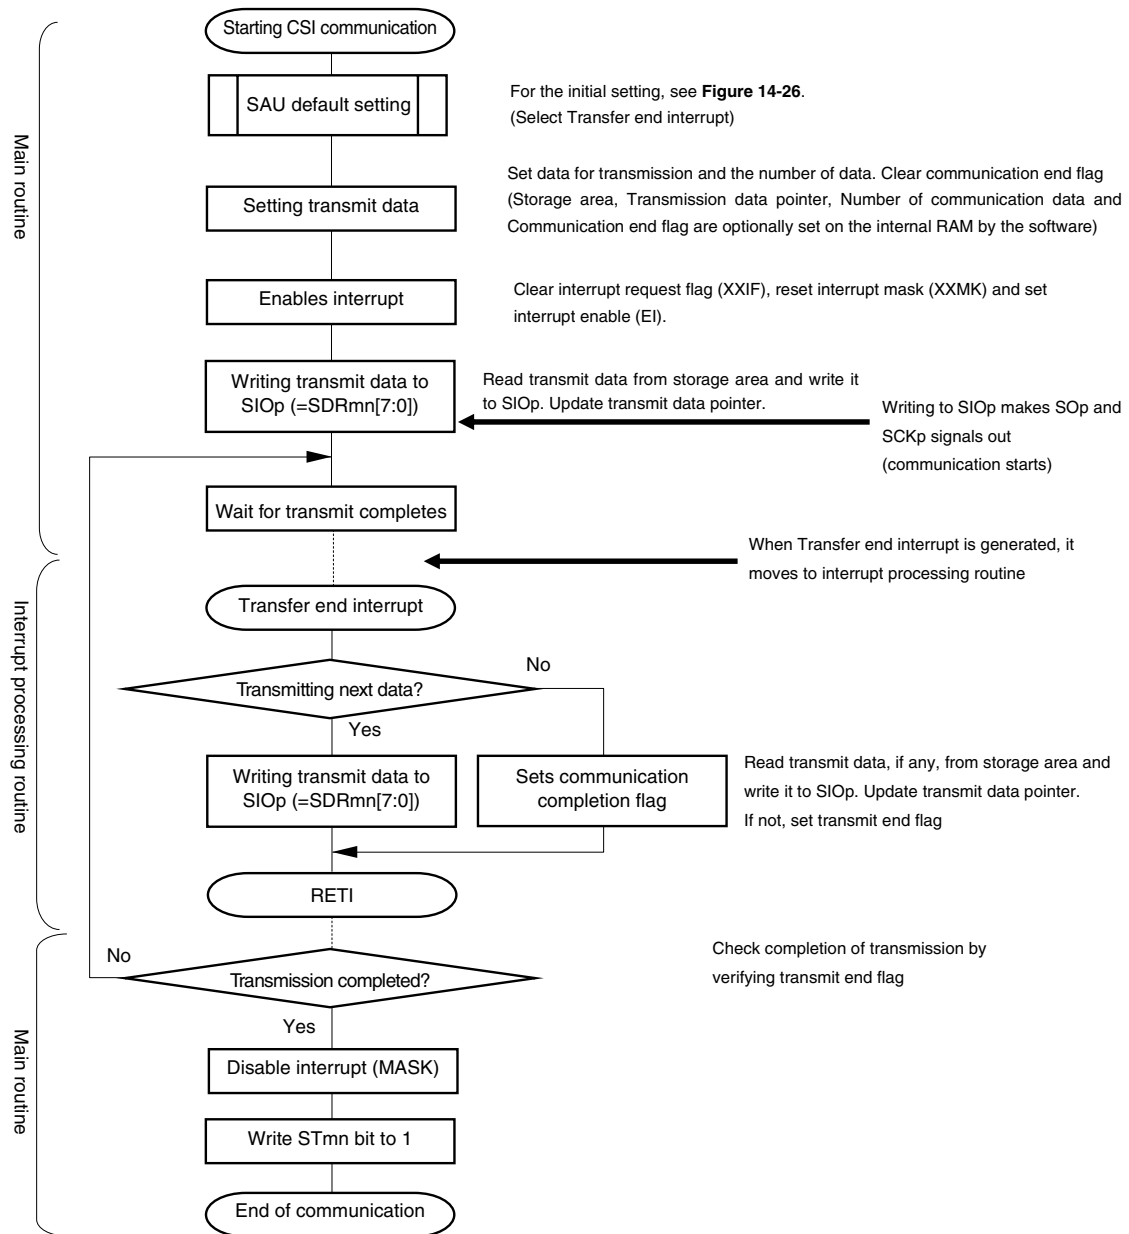 Starting CSI communication
SAU default setting
For the initial setting, see Figure 14-26.
(Select Transfer end interrupt)
Main routine
Setting transmit data
Set data for transmission and the number of data. Clear communication end flag
(Storage area, Transmission data pointer, Number of communication data and
Communication end flag are optionally set on the internal RAM by the software)
Enables interrupt
Clear interrupt request flag (XXIF), reset interrupt mask (XXMK) and set
interrupt enable (EI).
Writing transmit data to
SIOp (=SDRmn[7:0])
Read transmit data from storage area and write it
to SIOp. Update transmit data pointer.
Writing to SIOp makes SOp and
SCKp signals out
(communication starts)
Wait for transmit completes
When Transfer end interrupt is generated, it
moves to interrupt processing routine
Interrupt processing routine
Transfer end interrupt
Transmitting next data?
No
Yes
Writing transmit data to
SIOp (=SDRmn[7:0])
Sets communication
completion flag
Read transmit data, if any, from storage area and
write it to SIOp. Update transmit data pointer.
If not, set transmit end flag
RETI
Main routine
No
Transmission completed?
Check completion of transmission by
verifying transmit end flag
Yes
Disable interrupt (MASK)
Write STmn bit to 1
End of communication